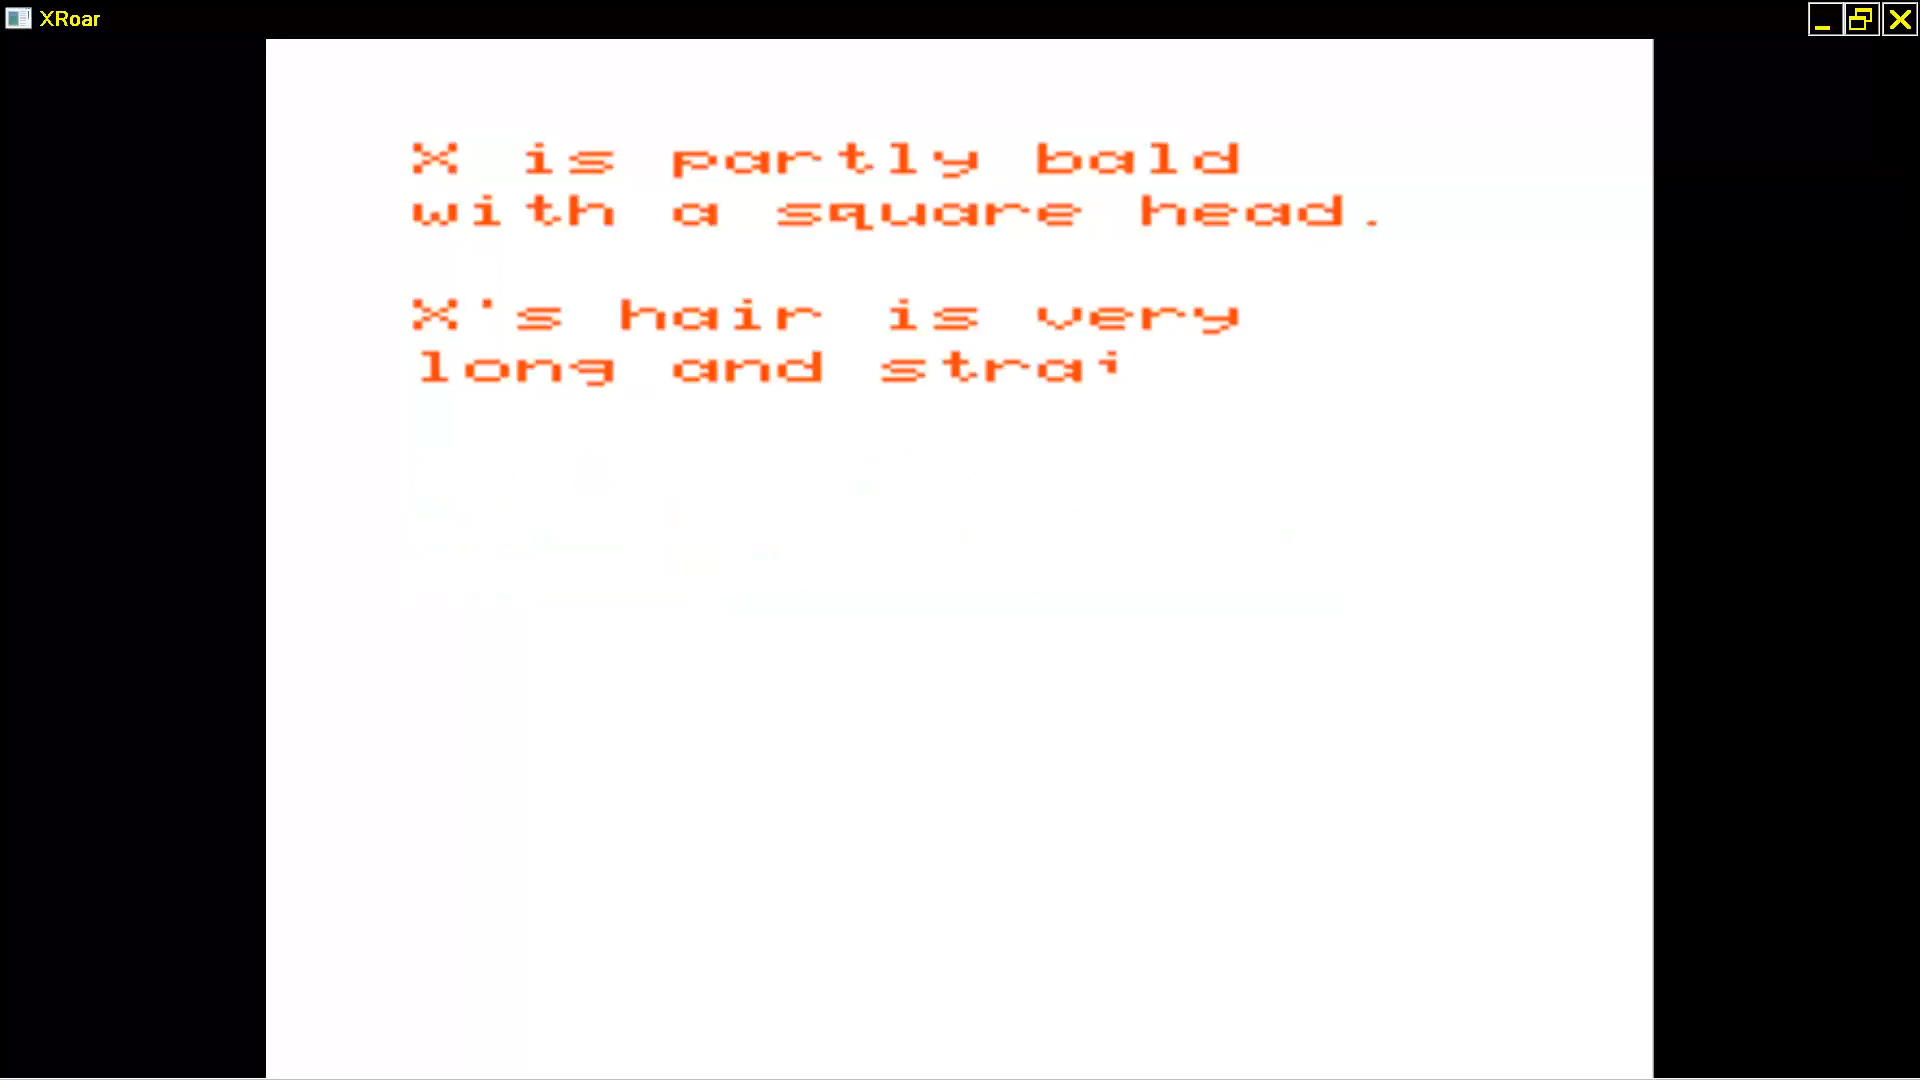 XRoar
X is partly bald
with a square head.
X's hair is very
long and strai